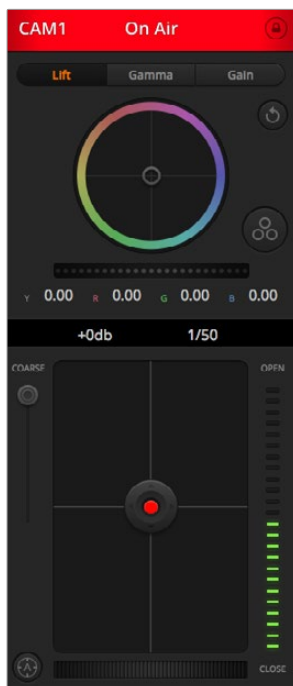 CAM1 On Air
Lift Gamma Gain
Y 0.00 R 0.00 G 0.00 B 0.00
+0db 1/50
COARSE OPEN
A CLOSE